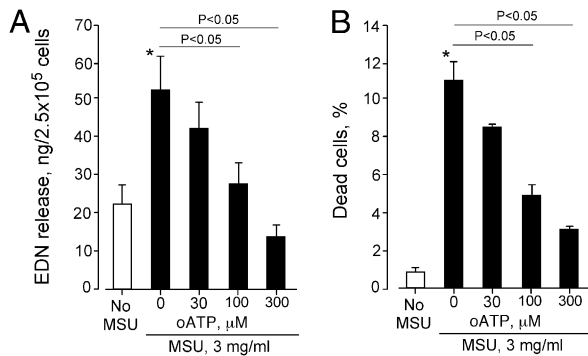 A
EDN release, ng/2.5x10⁵ cells
70
60
50
40
30
20
10
0
P<0.05
P<0.05
*
No
MSU
0 30 100 300
oATP, μM
MSU, 3 mg/ml
B
Dead cells, %
14
12
10
8
6
4
2
0
P<0.05
P<0.05
*
No
MSU
0 30 100 300
oATP, μM
MSU, 3 mg/ml